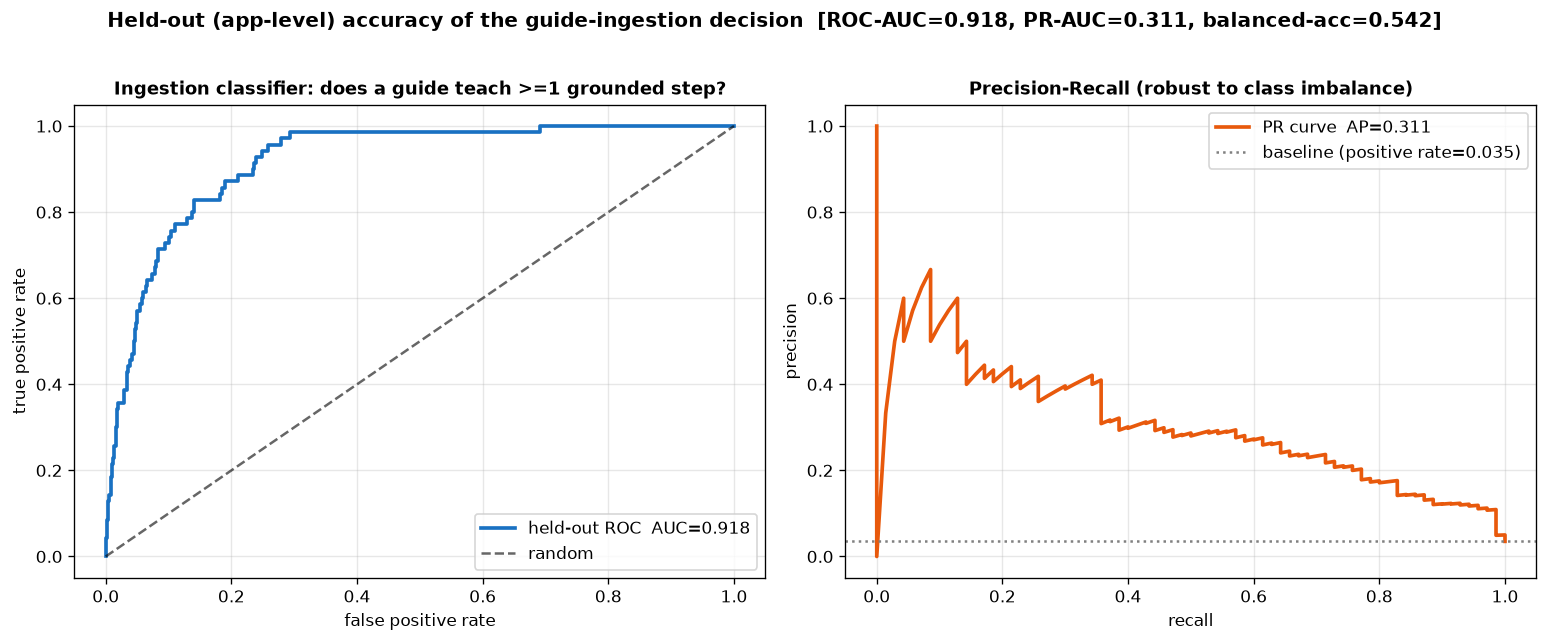 Held-out (app-level) accuracy of the guide-ingestion decision  [ROC-AUC=0.918, PR-AUC=0.311, balanced-acc=0.542]
Ingestion classifier: does a guide teach >=1 grounded step?
1.0
0.8
0.6
0.4
0.2
0.0
true positive rate
held-out ROC  AUC=0.918
random
0.0 0.2 0.4 0.6 0.8 1.0
false positive rate
Precision-Recall (robust to class imbalance)
1.0
0.8
0.6
0.4
0.2
0.0
precision
PR curve  AP=0.311
baseline (positive rate=0.035)
0.0 0.2 0.4 0.6 0.8 1.0
recall